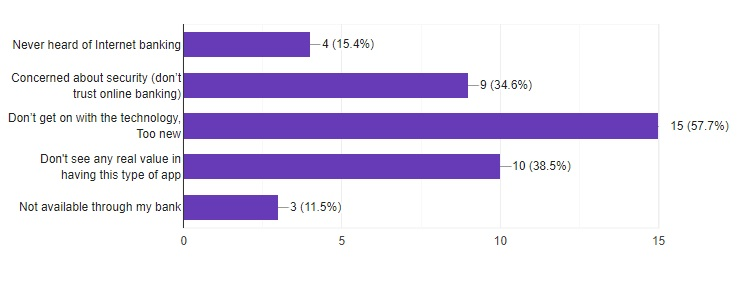 Never heard of Internet banking
4 (15.4%)
Concerned about security (don't
trust online banking)
9 (34.6%)
Don't get on with the technology,
Too new
15 (57.7%)
Don't see any real value in
having this type of app
10 (38.5%)
Not available through my bank
3 (11.5%)
0
5
10
15